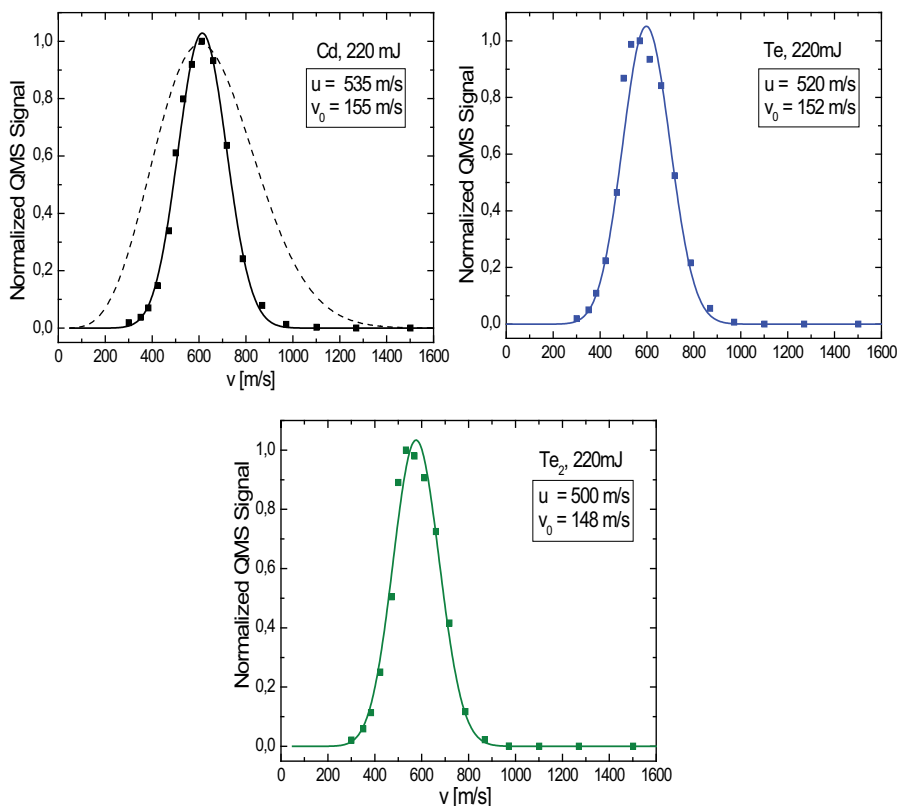 Normalized QMS Signal
1,0
0,8
0,6
0,4
0,2
0,0
Cd, 220 mJ
u = 535 m/s
v0 = 155 m/s
0 200 400 600 800 1000 1200 1400 1600
v [m/s]
Normalized QMS Signal
1,0
0,8
0,6
0,4
0,2
0,0
Te, 220mJ
u = 520 m/s
v0 = 152 m/s
0 200 400 600 800 1000 1200 1400 1600
Normalized QMS Signal
1,0
0,8
0,6
0,4
0,2
0,0
Te2, 220mJ
u = 500 m/s
v0 = 148 m/s
0 200 400 600 800 1000 1200 1400 1600
v [m/s]